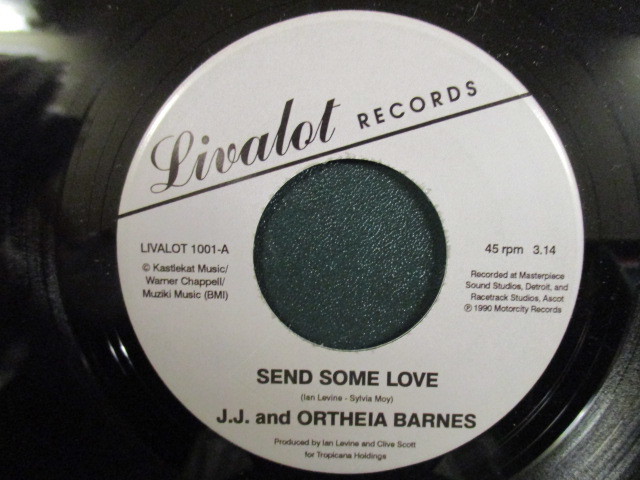 Livalot RECORDS
LIVALOT 1001-A
© Kastlekat Music/
Warner Chappell/
Muziki Music (BMI)
45 rpm 3.14
Recorded at Masterpiece
Sound Studios, Detroit, and
Racetrack Studios, Ascot
℗ 1990 Motorcity Records
SEND SOME LOVE
(Ian Levine - Sylvia Moy)
J.J. and ORTHEIA BARNES
Produced by Ian Levine and Clive Scott
for Tropicana Holdings